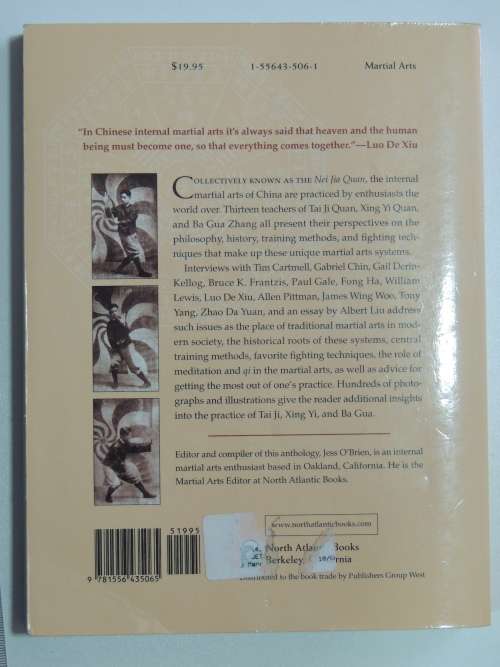 $19.95 1-55643-506-1 Martial Arts
“In Chinese internal martial arts it’s always said that heaven and the human
being must become one, so that everything comes together.”—Luo De Xiu
Collectively known as the Nei Jia Quan, the internal
martial arts of China are practiced by enthusiasts the
world over. Thirteen teachers of Tai Ji Quan, Xing Yi Quan,
and Ba Gua Zhang all present their perspectives on the
philosophy, history, training methods, and fighting tech-
niques that make up these unique martial arts systems.
Interviews with Tim Cartmell, Gabriel Chin, Gail Derin-
Kellog, Bruce K. Frantzis, Paul Gale, Fong Ha, William
Lewis, Luo De Xiu, Allen Pittman, James Wing Woo, Tony
Yang, Zhao Da Yuan, and an essay by Albert Liu address
such issues as the place of traditional martial arts in mod-
ern society, the historical roots of these systems, central
training methods, favorite fighting techniques, the role of
meditation and qi in the martial arts, as well as advice for
getting the most out of one’s practice. Hundreds of photo-
graphs and illustrations give the reader additional insights
into the practice of Tai Ji, Xing Yi, and Ba Gua.
Editor and compiler of this anthology, Jess O’Brien, is an internal
martial arts enthusiast based in Oakland, California. He is the
Martial Arts Editor at North Atlantic Books.
www.northatlanticbooks.com
51995
North Books
Berkeley,
9 781556 435065
to the book trade by Publishers Group West